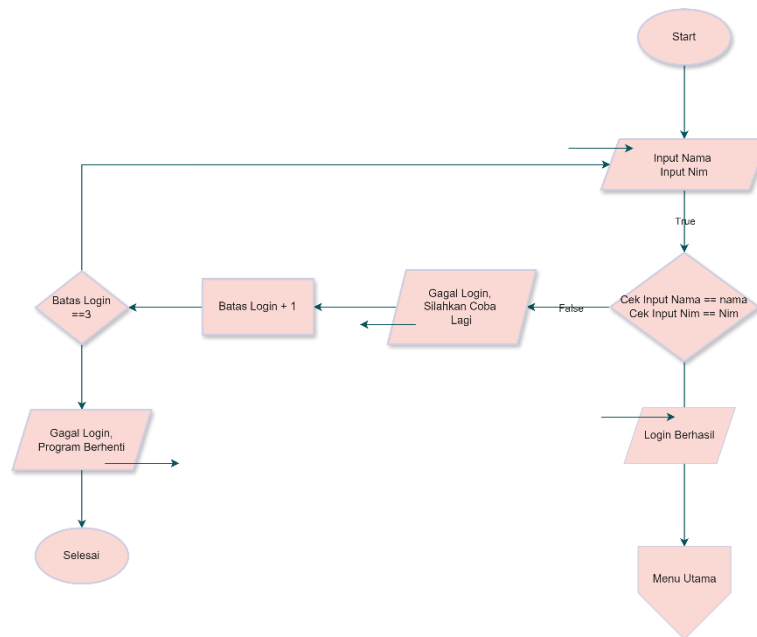 Start
Input Nama
Input Nim
True
Cek Input Nama == nama
Cek Input Nim == Nim
False
Gagal Login,
Silahkan Coba
Lagi
Batas Login + 1
Batas Login
==3
Gagal Login,
Program Berhenti
Selesai
Login Berhasil
Menu Utama